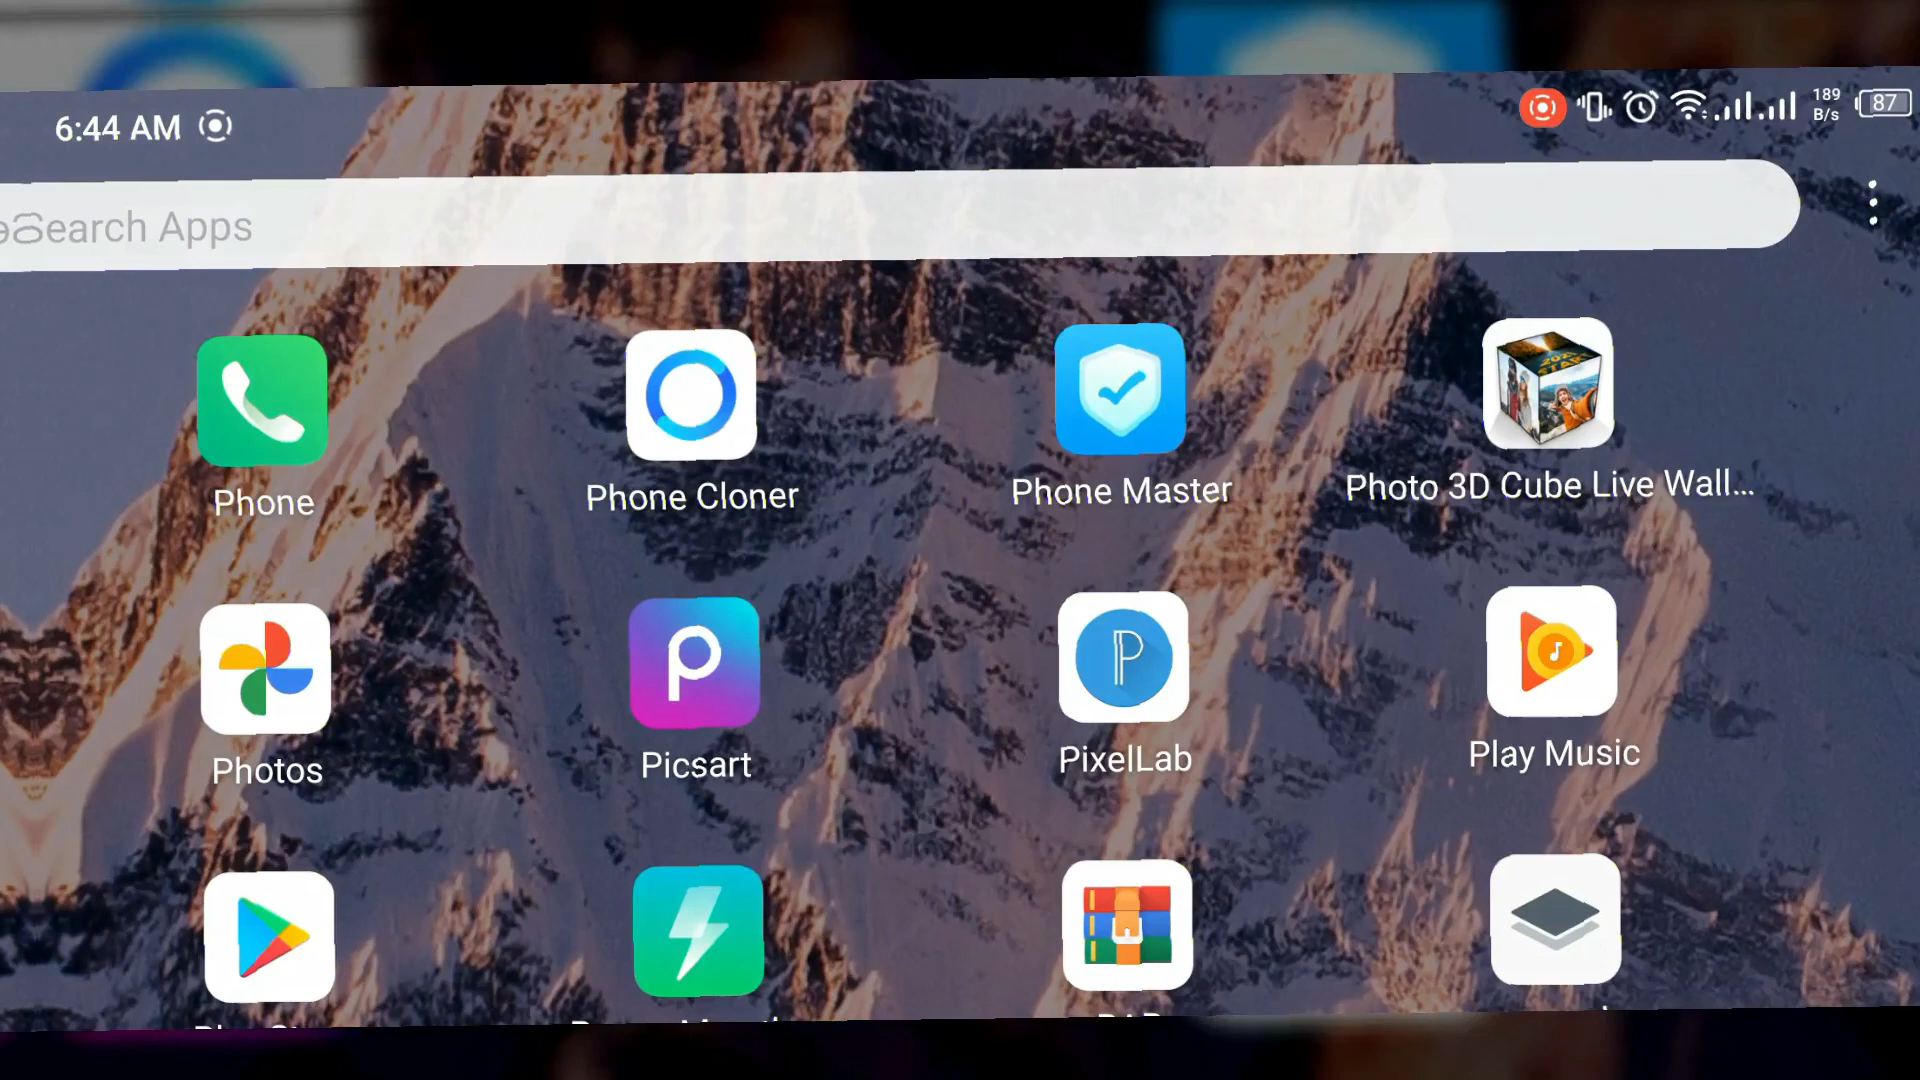 6:44 AM
189
B/s
87
Search Apps
Phone
Phone Cloner
Phone Master
Photo 3D Cube Live Wall...
Photos
Picsart
PixelLab
Play Music